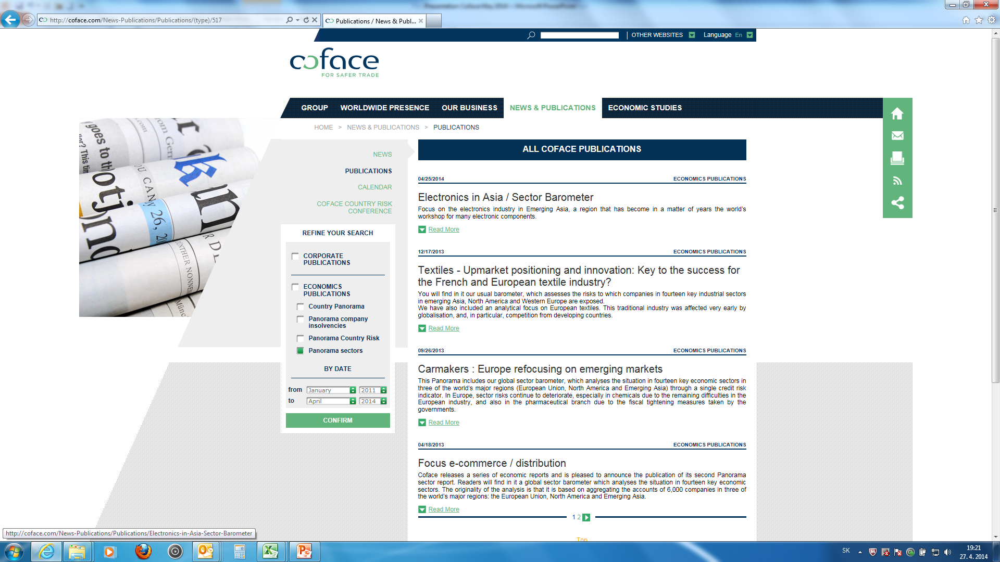 Presentation Coface May 2014 - Microsoft PowerPoint
http://coface.com/News-Publications/Publications/(type)/517
Publications / News & Publ...
OTHER WEBSITES
Language En
coface
FOR SAFER TRADE
GROUP WORLDWIDE PRESENCE OUR BUSINESS NEWS & PUBLICATIONS ECONOMIC STUDIES
HOME > NEWS & PUBLICATIONS > PUBLICATIONS
NEWS
PUBLICATIONS
CALENDAR
COFACE COUNTRY RISK
CONFERENCE
REFINE YOUR SEARCH
CORPORATE
PUBLICATIONS
ECONOMICS
PUBLICATIONS
Country Panorama
Panorama company
insolvencies
Panorama Country Risk
Panorama sectors
BY DATE
from January 2011
to April 2014
CONFIRM
ALL COFACE PUBLICATIONS
04/25/2014 ECONOMICS PUBLICATIONS
Electronics in Asia / Sector Barometer
Focus on the electronics industry in Emerging Asia, a region that has become in a matter of years the world's
workshop for many electronic components.
Read More
12/17/2013 ECONOMICS PUBLICATIONS
Textiles - Upmarket positioning and innovation: Key to the success for
the French and European textile industry?
You will find in it our usual barometer, which assesses the risks to which companies in fourteen key industrial sectors
in emerging Asia, North America and Western Europe are exposed.
We have also included an analytical focus on European textiles. This traditional industry was affected very early by
globalisation, and, in particular, competition from developing countries.
Read More
09/26/2013 ECONOMICS PUBLICATIONS
Carmakers : Europe refocusing on emerging markets
This Panorama includes our global sector barometer, which analyses the situation in fourteen key economic sectors in
three of the world's major regions (European Union, North America and Emerging Asia) through a single credit risk
indicator. In Europe, sector risks continue to deteriorate, especially in chemicals due to the remaining difficulties in the
European industry, and also in the pharmaceutical branch due to the fiscal tightening measures taken by the
governments.
Read More
04/18/2013 ECONOMICS PUBLICATIONS
Focus e-commerce / distribution
Coface releases a series of economic reports and is pleased to announce the publication of its second Panorama
sector report. Readers will find in it a global sector barometer which analyses the situation in fourteen key economic
sectors. The originality of the analysis is that it is based on aggregating the accounts of 6,000 companies in three of
the world's major regions: the European Union, North America and Emerging Asia.
Read More
1 2
Top
http://coface.com/News-Publications/Publications/Electronics-in-Asia-Sector-Barometer
SK
19:21
27. 4. 2014